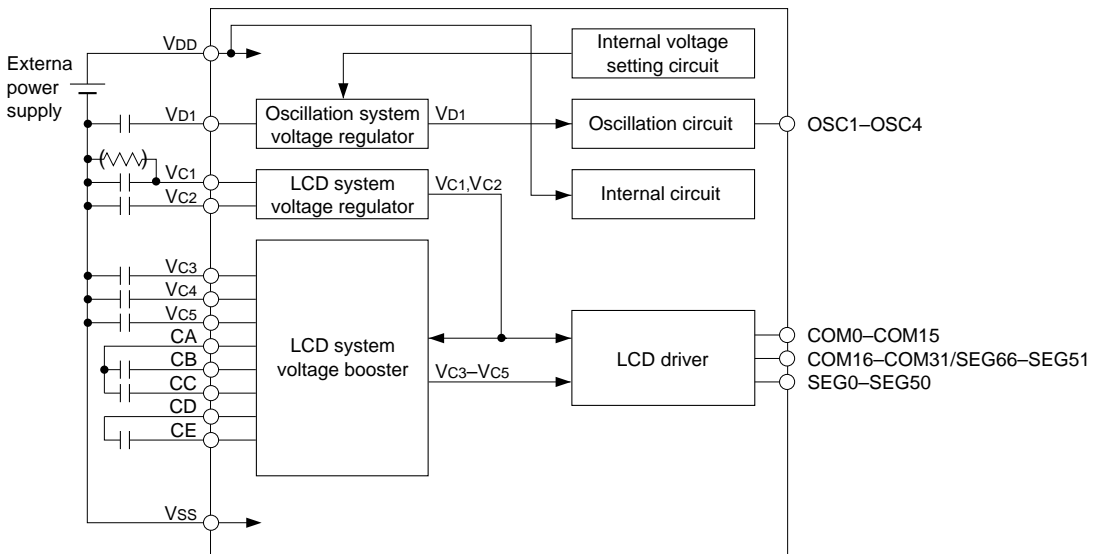 Externa
power
supply
VDD
VD1
VC1
VC2
VC3
VC4
VC5
CA
CB
CC
CD
CE
VSS
( )
Oscillation system
voltage regulator
LCD system
voltage regulator
LCD system
voltage booster
VD1
VC1,VC2
VC3–VC5
Internal voltage
setting circuit
Oscillation circuit
Internal circuit
LCD driver
OSC1–OSC4
COM0–COM15
COM16–COM31/SEG66–SEG51
SEG0–SEG50